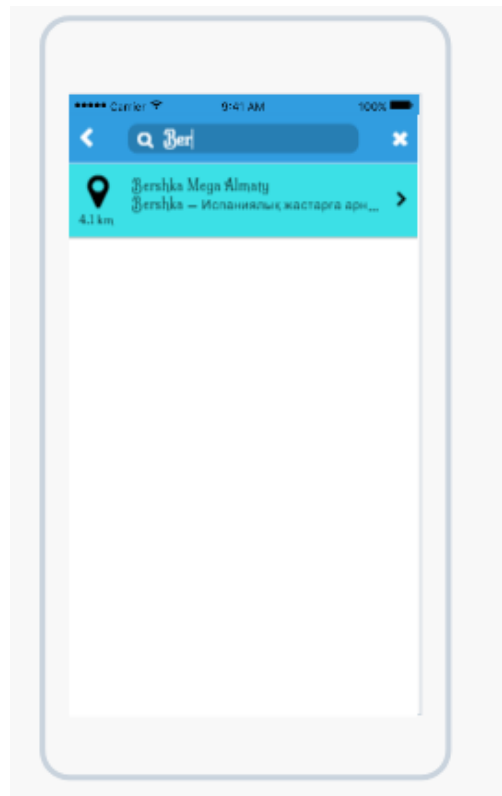 Carrier 9:41 AM 100%
Ber
Bershka Mega Almaty
Bershka – Испаниялық жастарға арн...
4.1 km